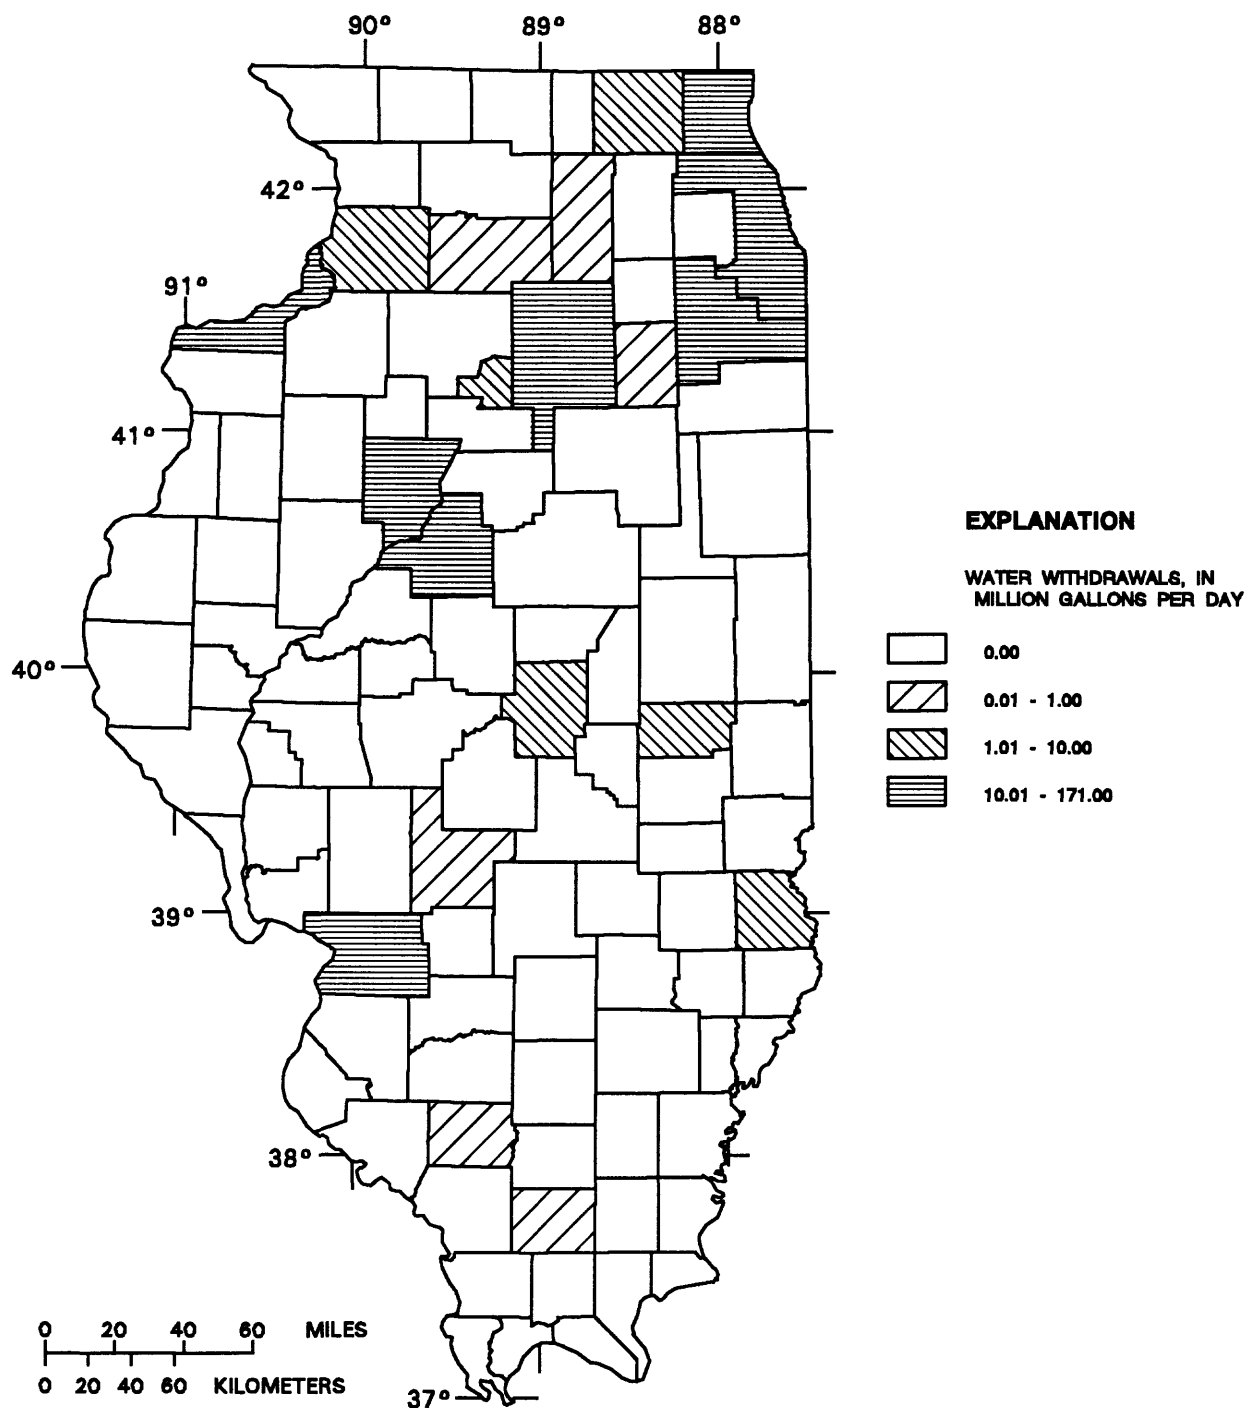 90° 89° 88°
42°
91°
41°
EXPLANATION
WATER WITHDRAWALS, IN
MILLION GALLONS PER DAY
0.00
40°
0.01 - 1.00
1.01 - 10.00
10.01 - 171.00
39°
38°
0 20 40 60 MILES
0 20 40 60 KILOMETERS
37°